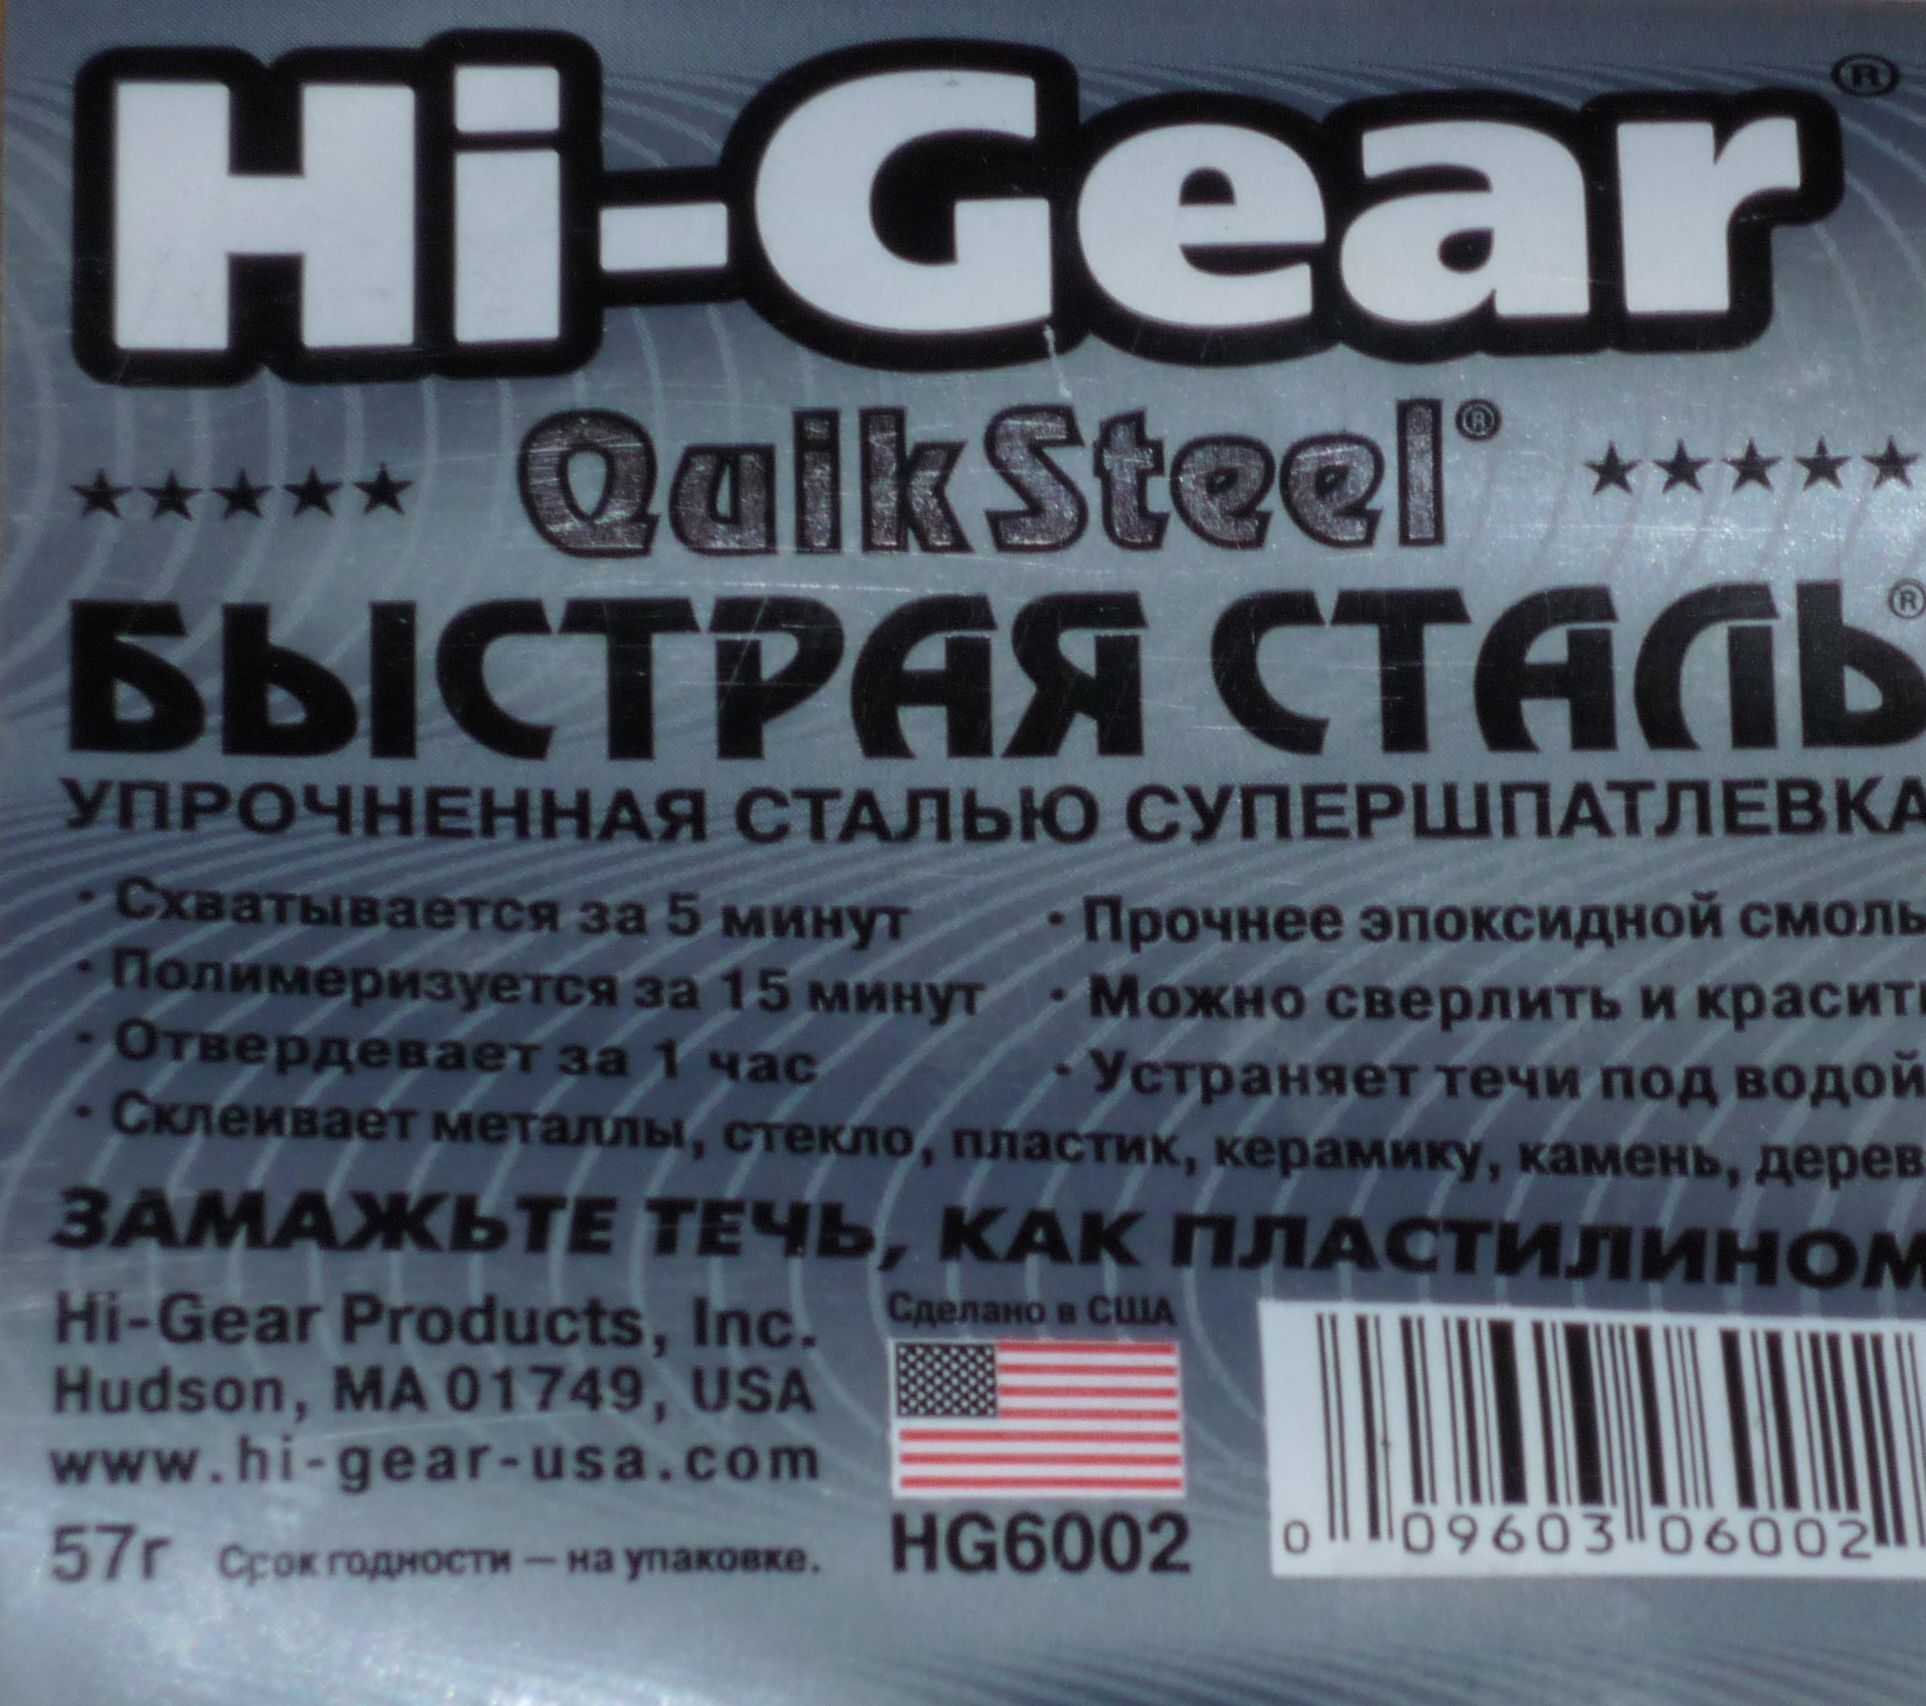 Hi-Gear®
QuikSteel®
БЫСТРАЯ СТАЛЬ®
УПРОЧНЕННАЯ СТАЛЬЮ СУПЕРШПАТЛЕВКА
· Схватывается за 5 минут
· Полимеризуется за 15 минут
· Отвердевает за 1 час
· Прочнее эпоксидной смолы
· Можно сверлить и красить
· Устраняет течи под водой
· Склеивает металлы, стекло, пластик, керамику, камень, дерев
ЗАМАЖЬТЕ ТЕЧЬ, КАК ПЛАСТИЛИНОМ
Hi-Gear Products, Inc.
Hudson, MA 01749, USA
www.hi-gear-usa.com
57г Срок годности — на упаковке.
Сделано в США
HG6002
0 09603 06002